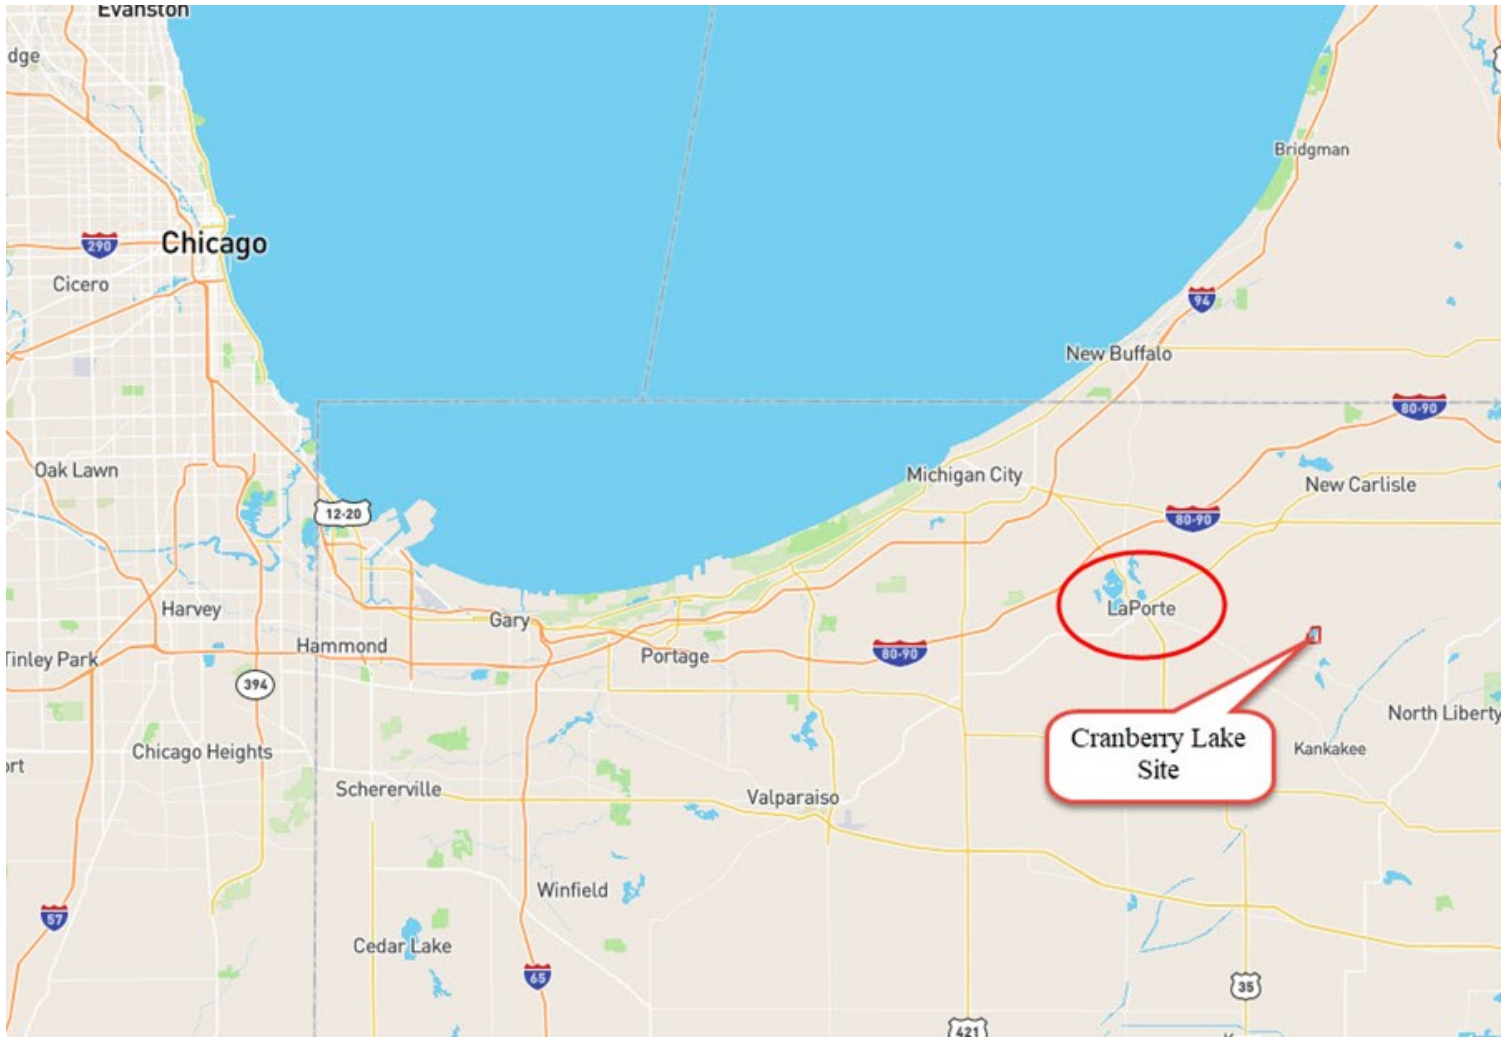 Evanston
dge
Bridgman
290
Chicago
Cicero
94
New Buffalo
80-90
Oak Lawn
Michigan City
New Carlisle
12-20
80-90
Harvey
Gary
LaPorte
Hammond
Tinley Park
Portage
80-90
394
North Liberty
Chicago Heights
Cranberry Lake
Site
Kankakee
ort
Schererville
Valparaiso
Winfield
57
Cedar Lake
65
35
421